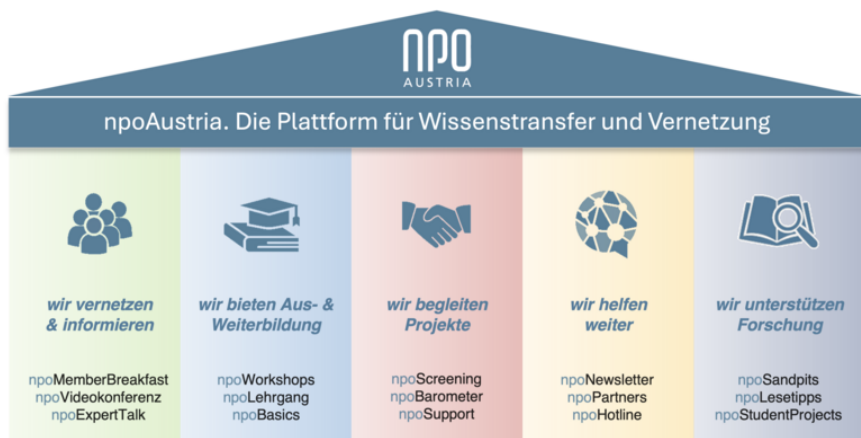 npo
AUSTRIA
npoAustria. Die Plattform für Wissenstransfer und Vernetzung
wir vernetzen
& informieren
npoMemberBreakfast
npoVideokonferenz
npoExpertTalk
wir bieten Aus- &
Weiterbildung
npoWorkshops
npoLehrgang
npoBasics
wir begleiten
Projekte
npoScreening
npoBarometer
npoSupport
wir helfen
weiter
npoNewsletter
npoPartners
npoHotline
wir unterstützen
Forschung
npoSandpits
npoLesetipps
npoStudentProjects